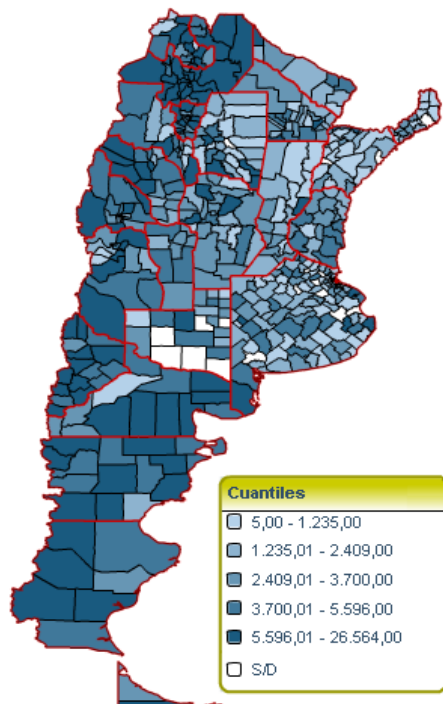 Cuantiles
5,00 - 1.235,00
1.235,01 - 2.409,00
2.409,01 - 3.700,00
3.700,01 - 5.596,00
5.596,01 - 26.564,00
S/D